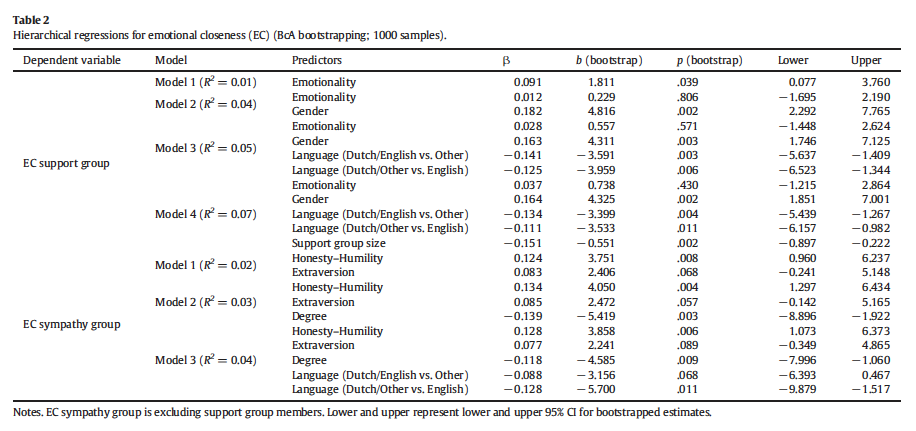 Table 2
Hierarchical regressions for emotional closeness (EC) (BcA bootstrapping; 1000 samples).
Dependent variable Model Predictors β b (bootstrap) p (bootstrap) Lower Upper
Model 1 (R² = 0.01) Emotionality 0.091 1.811 .039 0.077 3.760
Model 2 (R² = 0.04) Emotionality 0.012 0.229 .806 −1.695 2.190
Gender 0.182 4.816 .002 2.292 7.765
Emotionality 0.028 0.557 .571 −1.448 2.624
Model 3 (R² = 0.05) Gender 0.163 4.311 .003 1.746 7.125
EC support group Language (Dutch/English vs. Other) −0.141 −3.591 .003 −5.637 −1.409
Language (Dutch/Other vs. English) −0.125 −3.959 .006 −6.523 −1.344
Emotionality 0.037 0.738 .430 −1.215 2.864
Gender 0.164 4.325 .002 1.851 7.001
Model 4 (R² = 0.07) Language (Dutch/English vs. Other) −0.134 −3.399 .004 −5.439 −1.267
Language (Dutch/Other vs. English) −0.111 −3.533 .011 −6.157 −0.982
Support group size −0.151 −0.551 .002 −0.897 −0.222
Model 1 (R² = 0.02) Honesty–Humility 0.124 3.751 .008 0.960 6.237
Extraversion 0.083 2.406 .068 −0.241 5.148
Honesty–Humility 0.134 4.050 .004 1.297 6.434
Model 2 (R² = 0.03) Extraversion 0.085 2.472 .057 −0.142 5.165
EC sympathy group Degree −0.139 −5.419 .003 −8.896 −1.922
Honesty–Humility 0.128 3.858 .006 1.073 6.373
Extraversion 0.077 2.241 .089 −0.349 4.865
Model 3 (R² = 0.04) Degree −0.118 −4.585 .009 −7.996 −1.060
Language (Dutch/English vs. Other) −0.088 −3.156 .068 −6.393 0.467
Language (Dutch/Other vs. English) −0.128 −5.700 .011 −9.879 −1.517
Notes. EC sympathy group is excluding support group members. Lower and upper represent lower and upper 95% CI for bootstrapped estimates.